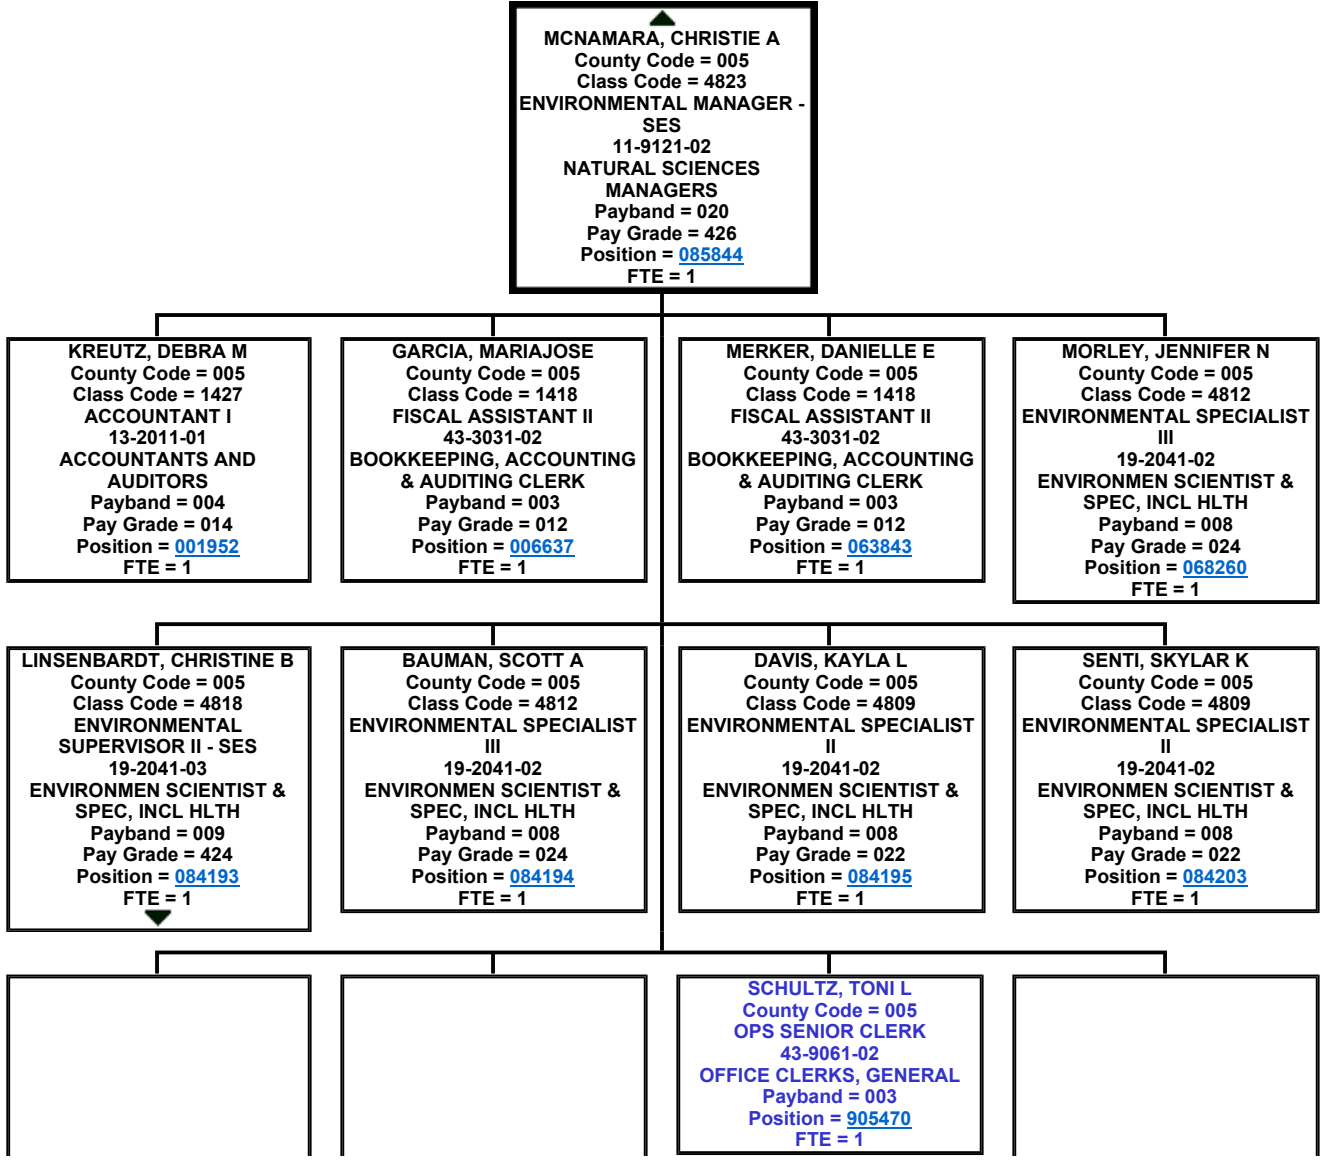 MCNAMARA, CHRISTIE A
County Code = 005
Class Code = 4823
ENVIRONMENTAL MANAGER -
SES
11-9121-02
NATURAL SCIENCES
MANAGERS
Payband = 020
Pay Grade = 426
Position = 085844
FTE = 1
KREUTZ, DEBRA M
County Code = 005
Class Code = 1427
ACCOUNTANT I
13-2011-01
ACCOUNTANTS AND
AUDITORS
Payband = 004
Pay Grade = 014
Position = 001952
FTE = 1
GARCIA, MARIAJOSE
County Code = 005
Class Code = 1418
FISCAL ASSISTANT II
43-3031-02
BOOKKEEPING, ACCOUNTING
& AUDITING CLERK
Payband = 003
Pay Grade = 012
Position = 006637
FTE = 1
MERKER, DANIELLE E
County Code = 005
Class Code = 1418
FISCAL ASSISTANT II
43-3031-02
BOOKKEEPING, ACCOUNTING
& AUDITING CLERK
Payband = 003
Pay Grade = 012
Position = 063843
FTE = 1
MORLEY, JENNIFER N
County Code = 005
Class Code = 4812
ENVIRONMENTAL SPECIALIST
III
19-2041-02
ENVIRONMEN SCIENTIST &
SPEC, INCL HLTH
Payband = 008
Pay Grade = 024
Position = 068260
FTE = 1
LINSENBARDT, CHRISTINE B
County Code = 005
Class Code = 4818
ENVIRONMENTAL
SUPERVISOR II - SES
19-2041-03
ENVIRONMEN SCIENTIST &
SPEC, INCL HLTH
Payband = 009
Pay Grade = 424
Position = 084193
FTE = 1
BAUMAN, SCOTT A
County Code = 005
Class Code = 4812
ENVIRONMENTAL SPECIALIST
III
19-2041-02
ENVIRONMEN SCIENTIST &
SPEC, INCL HLTH
Payband = 008
Pay Grade = 024
Position = 084194
FTE = 1
DAVIS, KAYLA L
County Code = 005
Class Code = 4809
ENVIRONMENTAL SPECIALIST
II
19-2041-02
ENVIRONMEN SCIENTIST &
SPEC, INCL HLTH
Payband = 008
Pay Grade = 022
Position = 084195
FTE = 1
SENTI, SKYLAR K
County Code = 005
Class Code = 4809
ENVIRONMENTAL SPECIALIST
II
19-2041-02
ENVIRONMEN SCIENTIST &
SPEC, INCL HLTH
Payband = 008
Pay Grade = 022
Position = 084203
FTE = 1
SCHULTZ, TONI L
County Code = 005
OPS SENIOR CLERK
43-9061-02
OFFICE CLERKS, GENERAL
Payband = 003
Position = 905470
FTE = 1